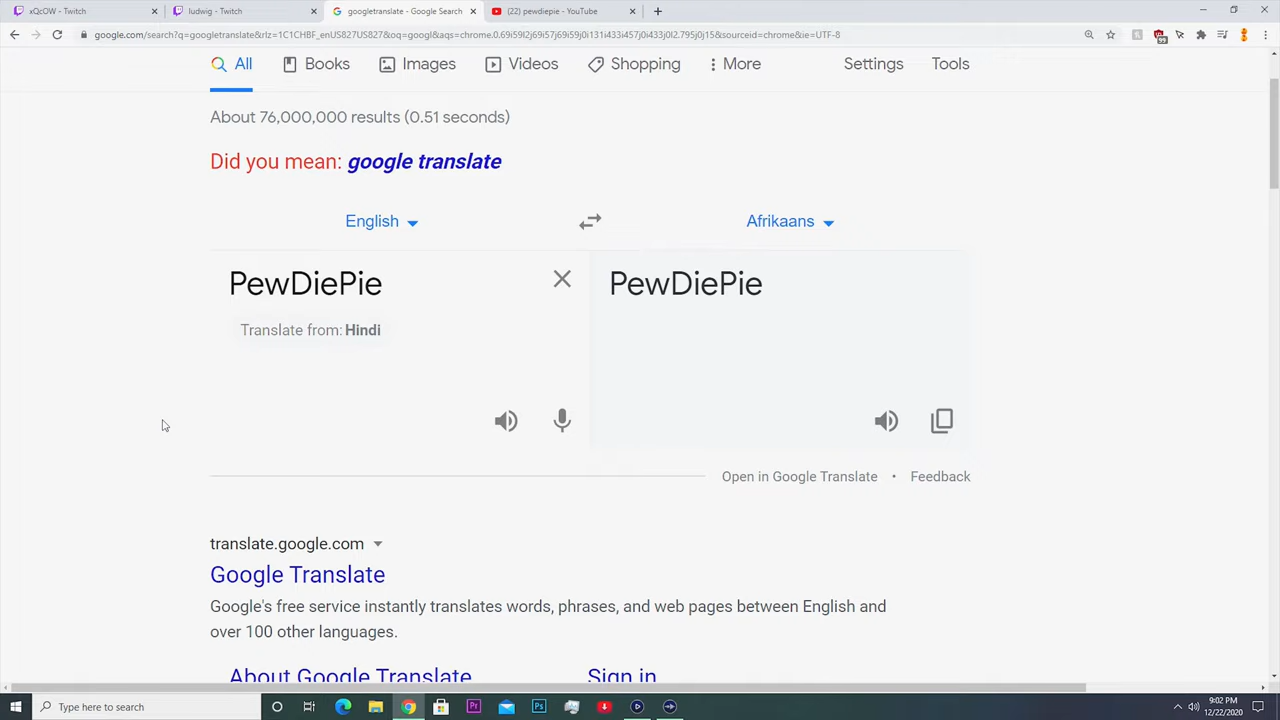 xQcOW - Twitch
ludwig - Twitch
googletranslate - Google Search
(22) pewdiepie - YouTube
google.com/search?q=googletranslate&rlz=1C1CHBF_enUS827US827&oq=googl&aqs=chrome.0.69i59l2j69i57j69i59j0i131i433i457j0i433j0l2.795j0j15&sourceid=chrome&ie=UTF-8
All
Books
Images
Videos
Shopping
More
Settings
Tools
About 76,000,000 results (0.51 seconds)
Did you mean: google translate
English
Afrikaans
PewDiePie
PewDiePie
Translate from: Hindi
Open in Google Translate • Feedback
translate.google.com
Google Translate
Google's free service instantly translates words, phrases, and web pages between English and
over 100 other languages.
About Google Translate
Sign in
Type here to search
9:02 PM
12/22/2020